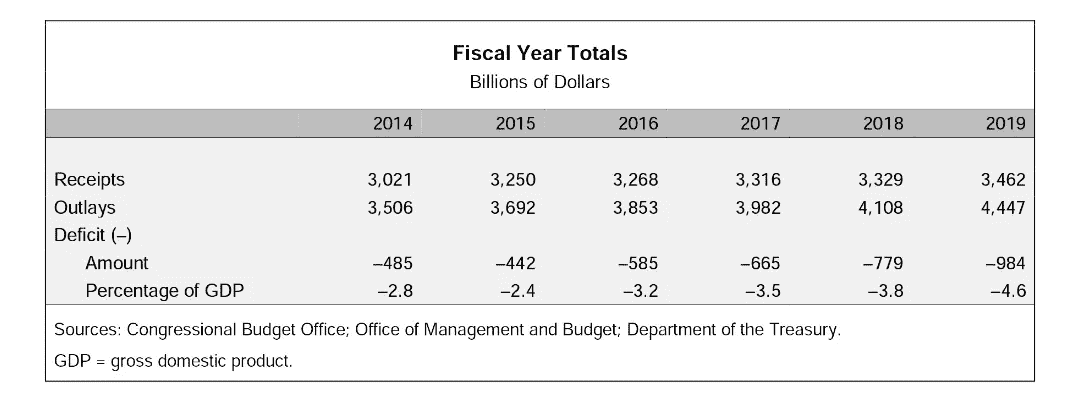 Fiscal Year Totals
Billions of Dollars
2014 2015 2016 2017 2018 2019
Receipts 3,021 3,250 3,268 3,316 3,329 3,462
Outlays 3,506 3,692 3,853 3,982 4,108 4,447
Deficit (–)
Amount –485 –442 –585 –665 –779 –984
Percentage of GDP –2.8 –2.4 –3.2 –3.5 –3.8 –4.6
Sources: Congressional Budget Office; Office of Management and Budget; Department of the Treasury.
GDP = gross domestic product.